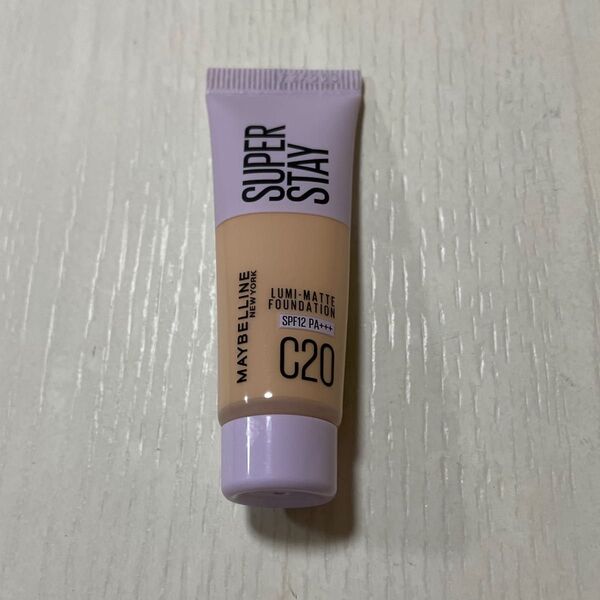 SUPER
STAY
MAYBELLINE
NEW YORK
LUMI-MATTE
FOUNDATION
SPF12 PA+++
C20